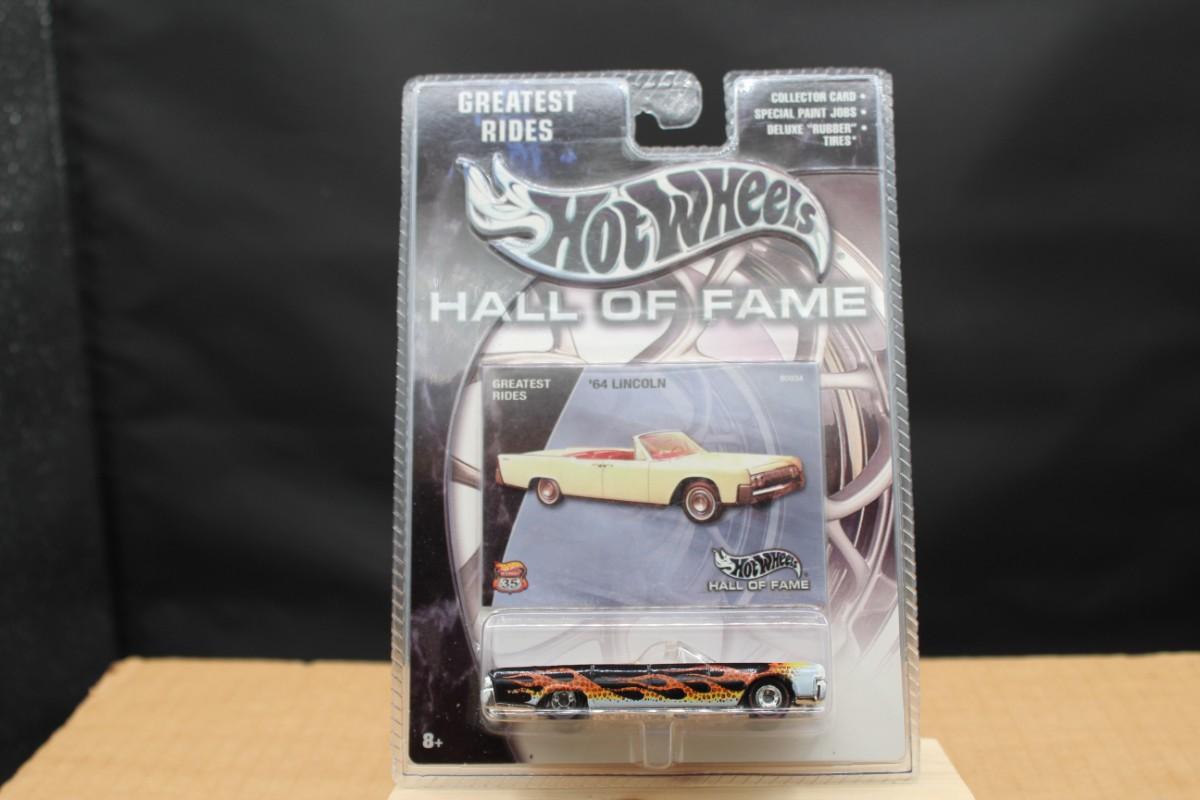 GREATEST
RIDES
COLLECTOR CARD •
SPECIAL PAINT JOBS •
DELUXE "RUBBER" •
TIRES*
HOT WHEELS
HALL OF FAME
GREATEST
RIDES
'64 LINCOLN
HOT WHEELS
HALL OF FAME
35
8+